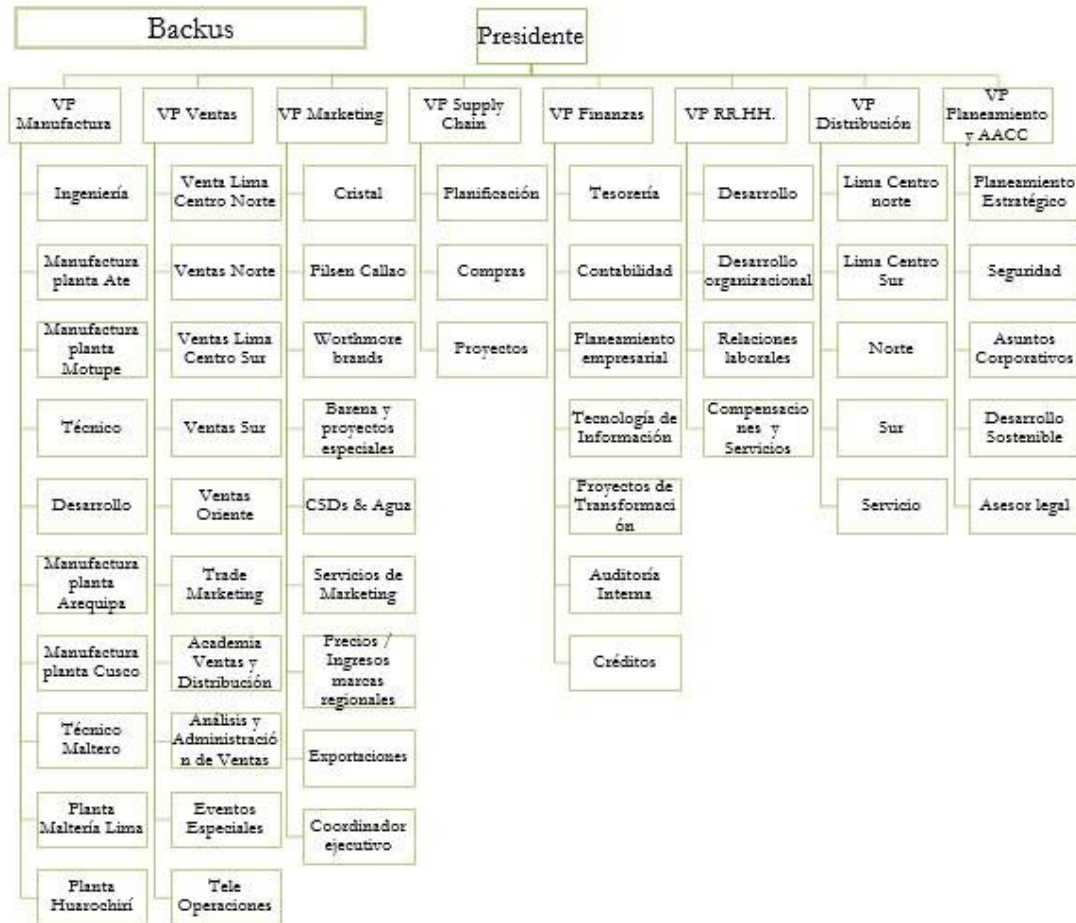 Backus
Presidente
VP
Manufactura
VP Ventas
VP Marketing
VP Supply
Chain
VP Finanzas
VP RR.HH.
VP
Distribución
VP
Planeamiento
y AACC
Ingeniería
Manufactura
planta Ate
Manufactura
planta
Motupe
Técnico
Desarrollo
Manufactura
planta
Arequipa
Manufactura
planta Cusco
Técnico
Maltero
Planta
Maltería Lima
Planta
Huarochirí
Venta Lima
Centro Norte
Ventas Norte
Ventas Lima
Centro Sur
Ventas Sur
Ventas
Oriente
Trade
Marketing
Academia
Ventas y
Distribución
Análisis y
Administració
n de Ventas
Eventos
Especiales
Tele
Operaciones
Cristal
Pilsen Callao
Worthmore
brands
Barena y
proyectos
especiales
CSDs & Agua
Servicios de
Marketing
Precios /
Ingresos
marcas
regionales
Exportaciones
Coordinador
ejecutivo
Planificación
Compras
Proyectos
Tesorería
Contabilidad
Planeamiento
empresarial
Tecnología de
Información
Proyectos de
Transformaci
ón
Auditoría
Interna
Créditos
Desarrollo
Desarrollo
organizacional
Relaciones
laborales
Compensacio
nes y
Servicios
Lima Centro
norte
Lima Centro
Sur
Norte
Sur
Servicio
Planeamiento
Estratégico
Seguridad
Asuntos
Corporativos
Desarrollo
Sostenible
Asesor legal